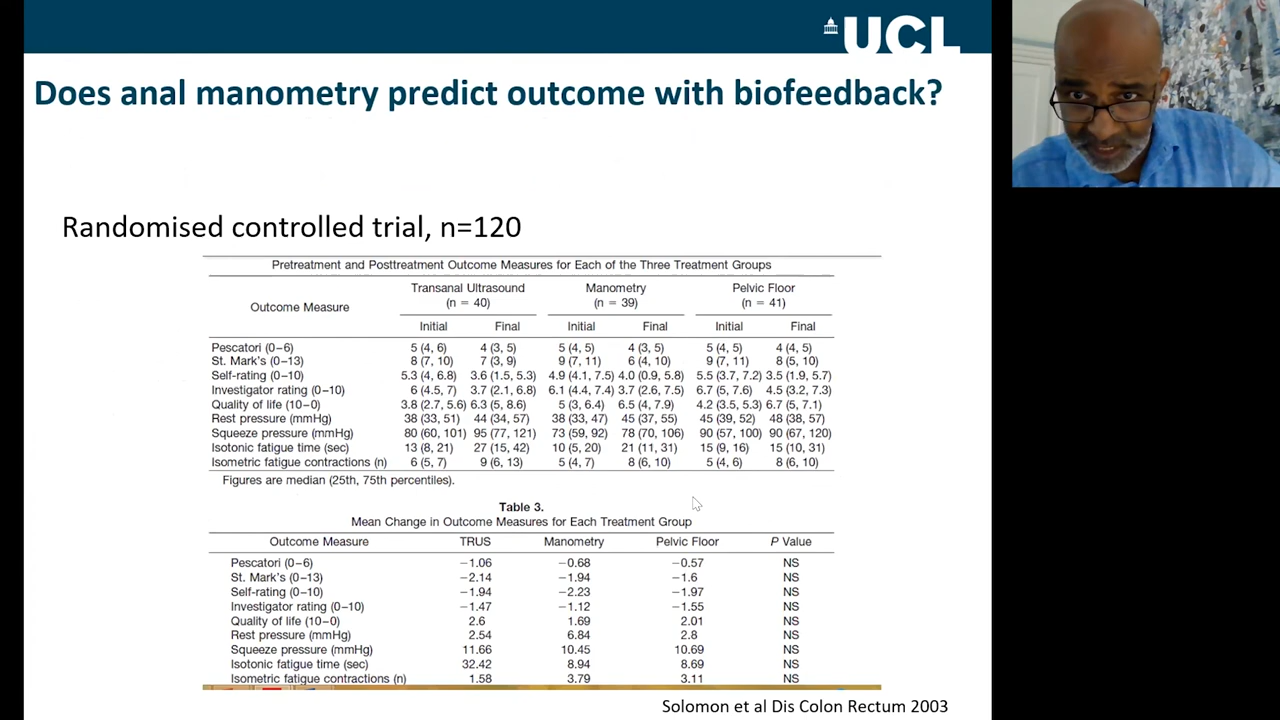 UCL
Does anal manometry predict outcome with biofeedback?
Randomised controlled trial, n=120
Pretreatment and Posttreatment Outcome Measures for Each of the Three Treatment Groups
Outcome Measure Transanal Ultrasound (n = 40) Manometry (n = 39) Pelvic Floor (n = 41)
Initial Final Initial Final Initial Final
Pescatori (0–6) 5 (4, 6) 4 (3, 5) 5 (4, 5) 4 (3, 5) 5 (4, 5) 4 (4, 5)
St. Mark's (0–13) 8 (7, 10) 7 (3, 9) 9 (7, 11) 6 (4, 10) 9 (7, 11) 8 (5, 10)
Self-rating (0–10) 5.3 (4, 6.8) 3.6 (1.5, 5.3) 4.9 (4.1, 7.5) 4.0 (0.9, 5.8) 5.5 (3.7, 7.2) 3.5 (1.9, 5.7)
Investigator rating (0–10) 6 (4.5, 7) 3.7 (2.1, 6.8) 6.1 (4.4, 7.4) 3.7 (2.6, 7.5) 6.7 (5, 7.6) 4.5 (3.2, 7.3)
Quality of life (10–0) 3.8 (2.7, 5.6) 6.3 (5, 8.6) 5 (3, 6.4) 6.5 (4, 7.9) 4.2 (3.5, 5.3) 6.7 (5, 7.1)
Rest pressure (mmHg) 38 (33, 51) 44 (34, 57) 38 (33, 47) 45 (37, 55) 45 (39, 52) 48 (38, 57)
Squeeze pressure (mmHg) 80 (60, 101) 95 (77, 121) 73 (59, 92) 78 (70, 106) 90 (57, 100) 90 (67, 120)
Isotonic fatigue time (sec) 13 (8, 21) 27 (15, 42) 10 (5, 20) 21 (11, 31) 15 (9, 16) 15 (10, 31)
Isometric fatigue contractions (n) 6 (5, 7) 9 (6, 13) 5 (4, 7) 8 (6, 10) 5 (4, 6) 8 (6, 10)
Figures are median (25th, 75th percentiles).
Table 3.
Mean Change in Outcome Measures for Each Treatment Group
Outcome Measure TRUS Manometry Pelvic Floor P Value
Pescatori (0–6) −1.06 −0.68 −0.57 NS
St. Mark's (0–13) −2.14 −1.94 −1.6 NS
Self-rating (0–10) −1.94 −2.23 −1.97 NS
Investigator rating (0–10) −1.47 −1.12 −1.55 NS
Quality of life (10–0) 2.6 1.69 2.01 NS
Rest pressure (mmHg) 2.54 6.84 2.8 NS
Squeeze pressure (mmHg) 11.66 10.45 10.69 NS
Isotonic fatigue time (sec) 32.42 8.94 8.69 NS
Isometric fatigue contractions (n) 1.58 3.79 3.11 NS
Solomon et al Dis Colon Rectum 2003